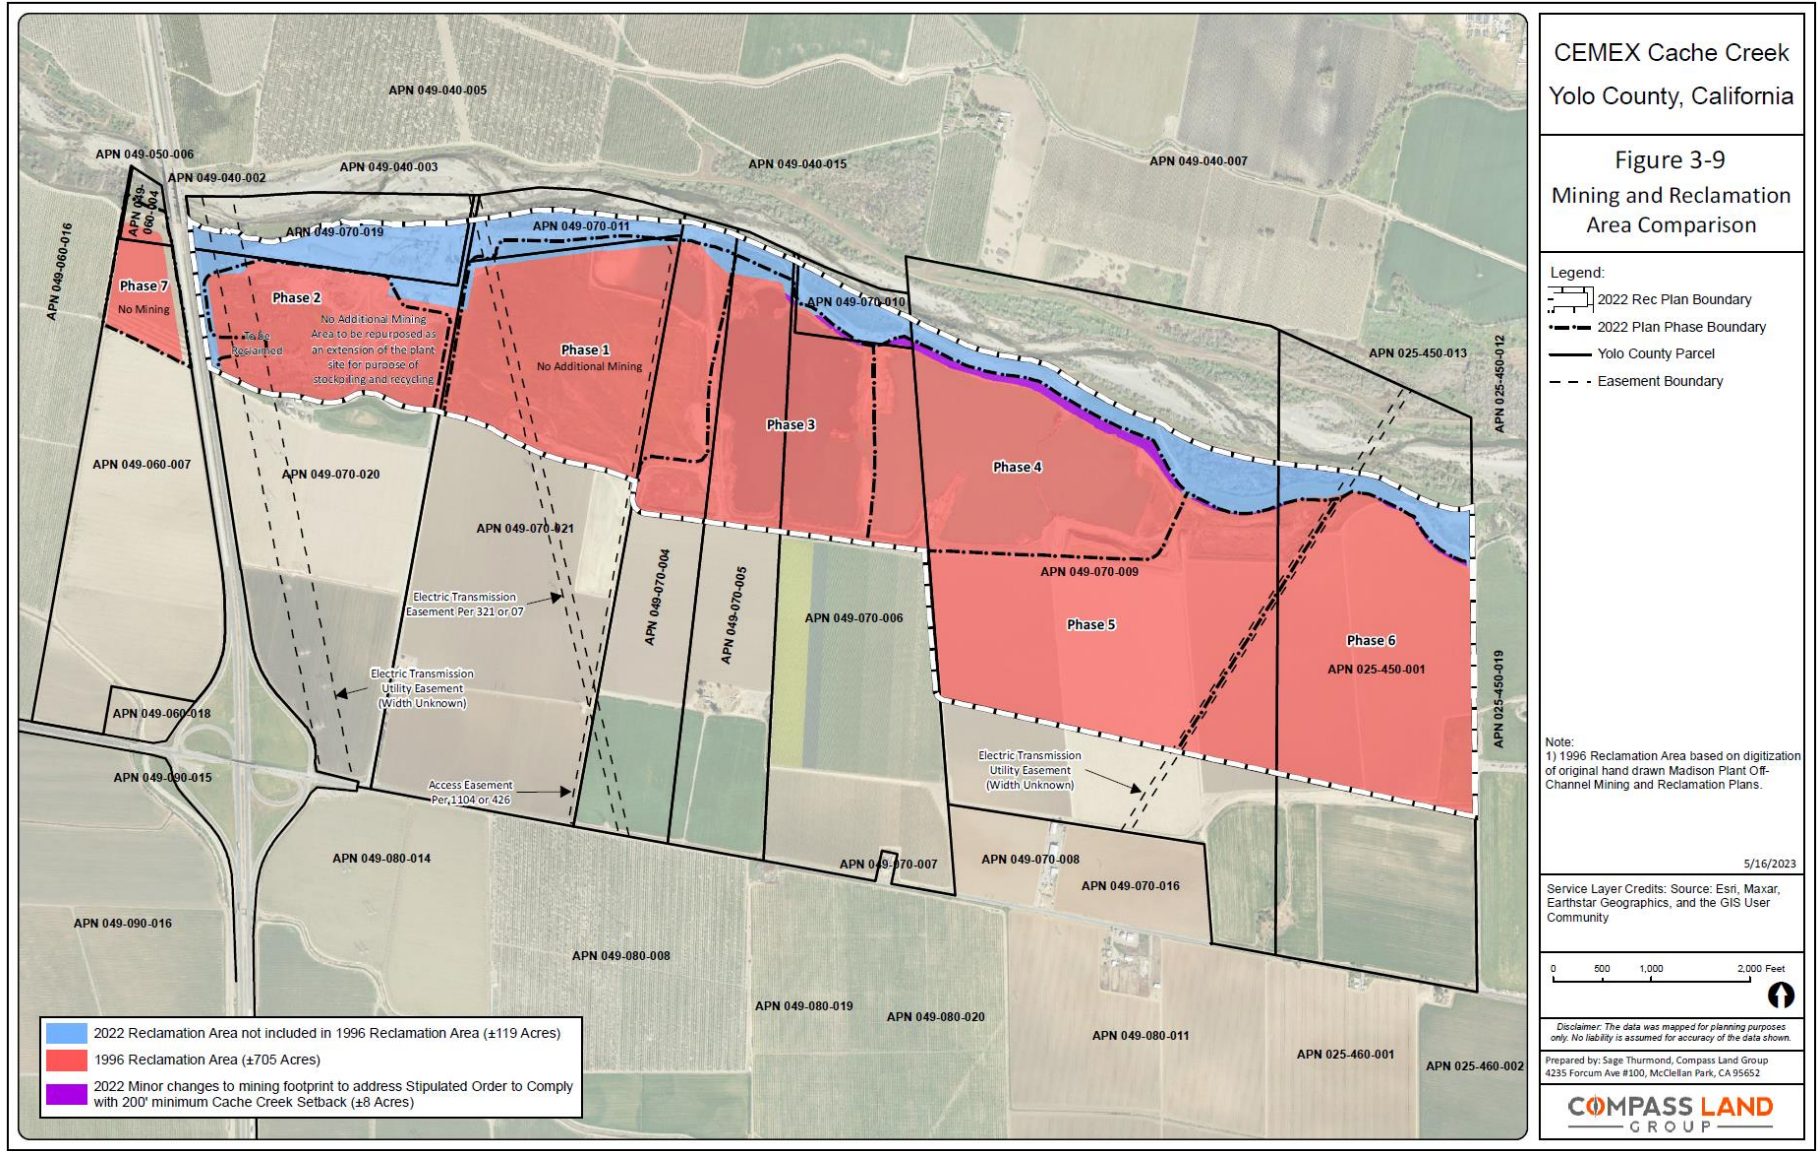 CEMEX Cache Creek
Yolo County, California
Figure 3-9
Mining and Reclamation
Area Comparison
Legend:
2022 Rec Plan Boundary
2022 Plan Phase Boundary
Yolo County Parcel
Easement Boundary
Note:
1) 1996 Reclamation Area based on digitization
of original hand drawn Madison Plant Off-
Channel Mining and Reclamation Plans.
5/16/2023
Service Layer Credits: Source: Esri, Maxar,
Earthstar Geographics, and the GIS User
Community
0 500 1,000 2,000 Feet
Disclaimer: The data was mapped for planning purposes
only. No liability is assumed for accuracy of the data shown.
Prepared by: Sage Thurmond, Compass Land Group
4235 Forcum Ave #100, McClellan Park, CA 95652
COMPASS LAND
GROUP
APN 049-040-005
APN 049-050-006
APN 049-040-002
APN 049-040-003
APN 049-040-015
APN 049-040-007
APN 049-
060-004
APN 049-060-016
APN 049-070-019
APN 049-070-011
APN 049-070-010
APN 025-450-013
APN 025-450-012
Phase 7
No Mining
Phase 2
To be
Reclaimed
No Additional Mining
Area to be repurposed as
an extension of the plant
site for purpose of
stockpiling and recycling
Phase 1
No Additional Mining
Phase 3
Phase 4
APN 049-060-007
APN 049-070-020
APN 049-070-021
APN 049-070-004
APN 049-070-005
APN 049-070-006
APN 049-070-009
Phase 5
Phase 6
APN 025-450-001
APN 025-450-019
Electric Transmission
Easement Per 321 or 07
Electric Transmission
Utility Easement
(Width Unknown)
Access Easement
Per 1104 or 426
Electric Transmission
Utility Easement
(Width Unknown)
APN 049-060-018
APN 049-090-015
APN 049-080-014
APN 049-070-007
APN 049-070-008
APN 049-070-016
APN 049-090-016
APN 049-080-008
APN 049-080-019
APN 049-080-020
APN 049-080-011
APN 025-460-001
APN 025-460-002
2022 Reclamation Area not included in 1996 Reclamation Area (±119 Acres)
1996 Reclamation Area (±705 Acres)
2022 Minor changes to mining footprint to address Stipulated Order to Comply
with 200' minimum Cache Creek Setback (±8 Acres)